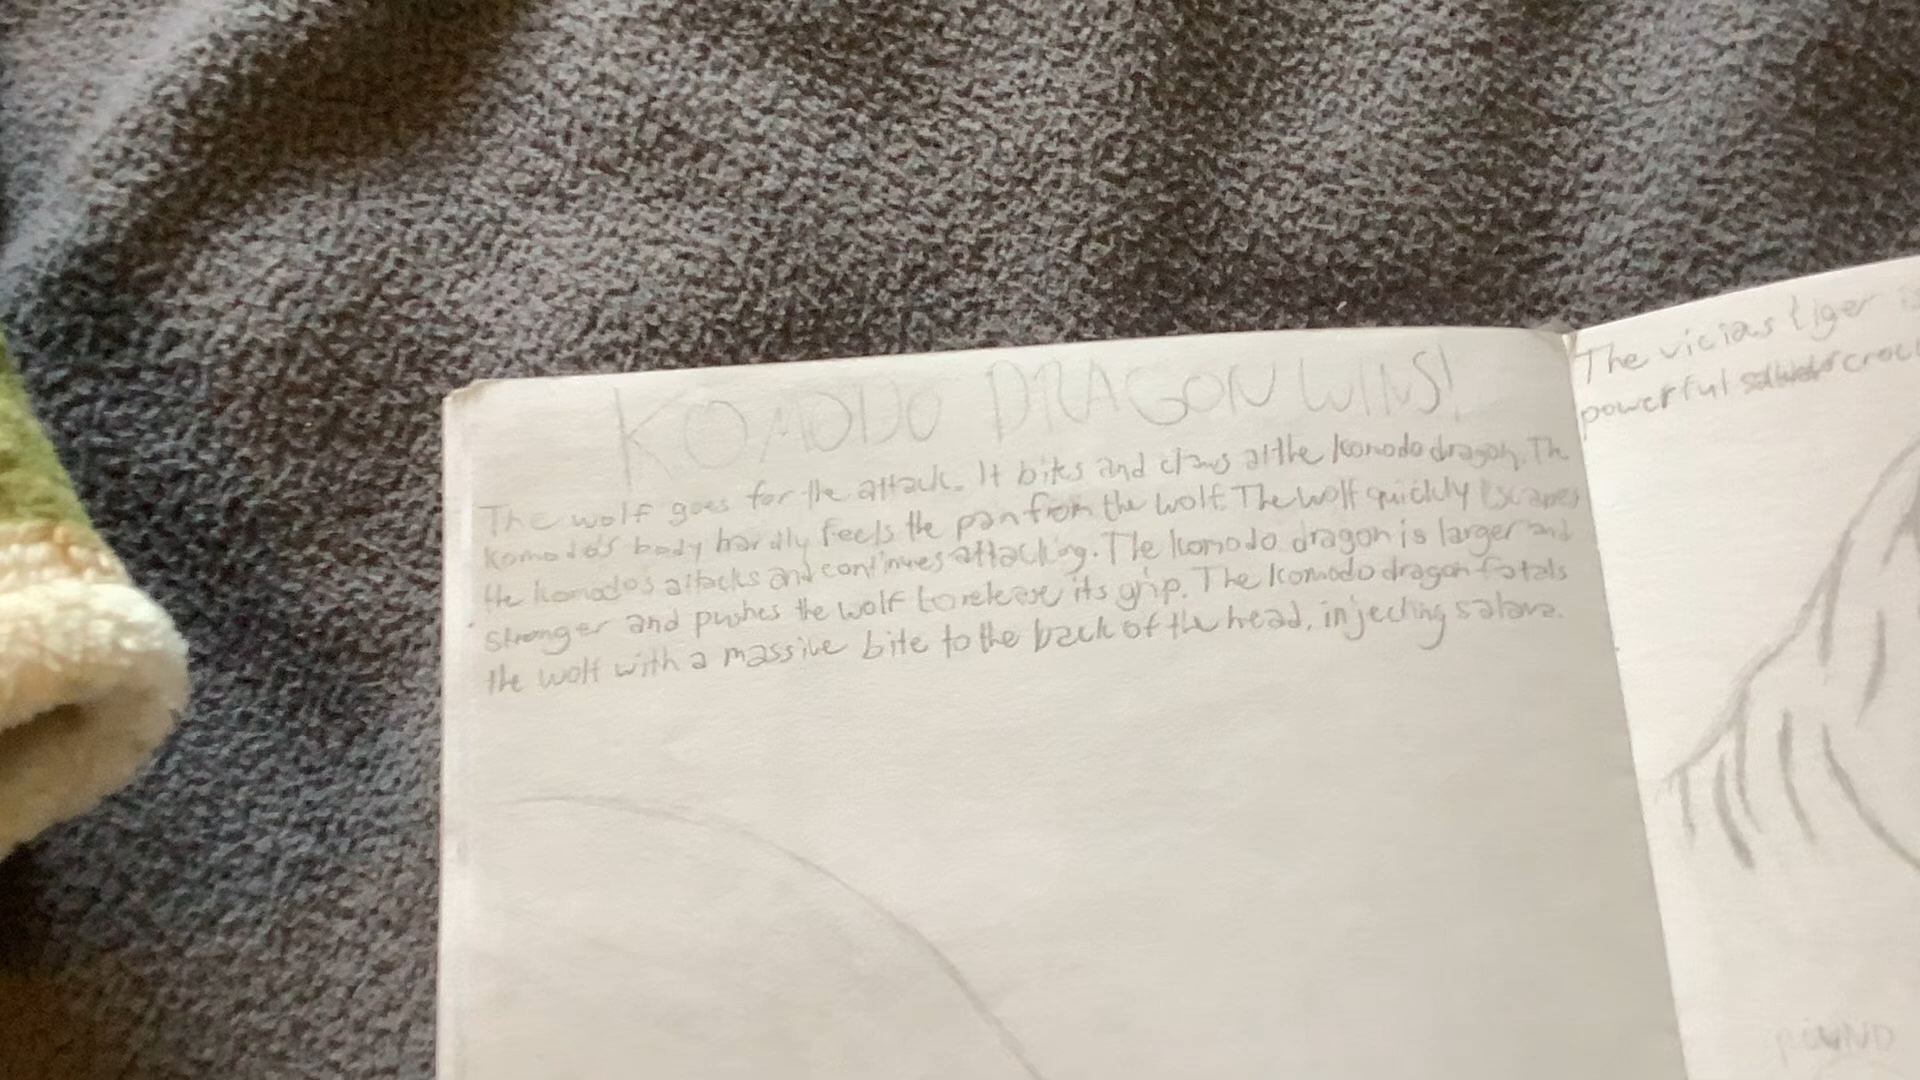 KOMODO DRAGON WINS!
The wolf goes for the attack. It bites and claws at the komodo dragon. The
komodo's body hardly feels the pan from the wolf. The wolf quickly escapes
the komodo's attacks and continues attacking. The komodo dragon is larger and
stronger and pushes the wolf to release its grip. The komodo dragon fatals
the wolf with a massive bite to the back of the head, injecting salava.
The vicious tiger is
powerful croc